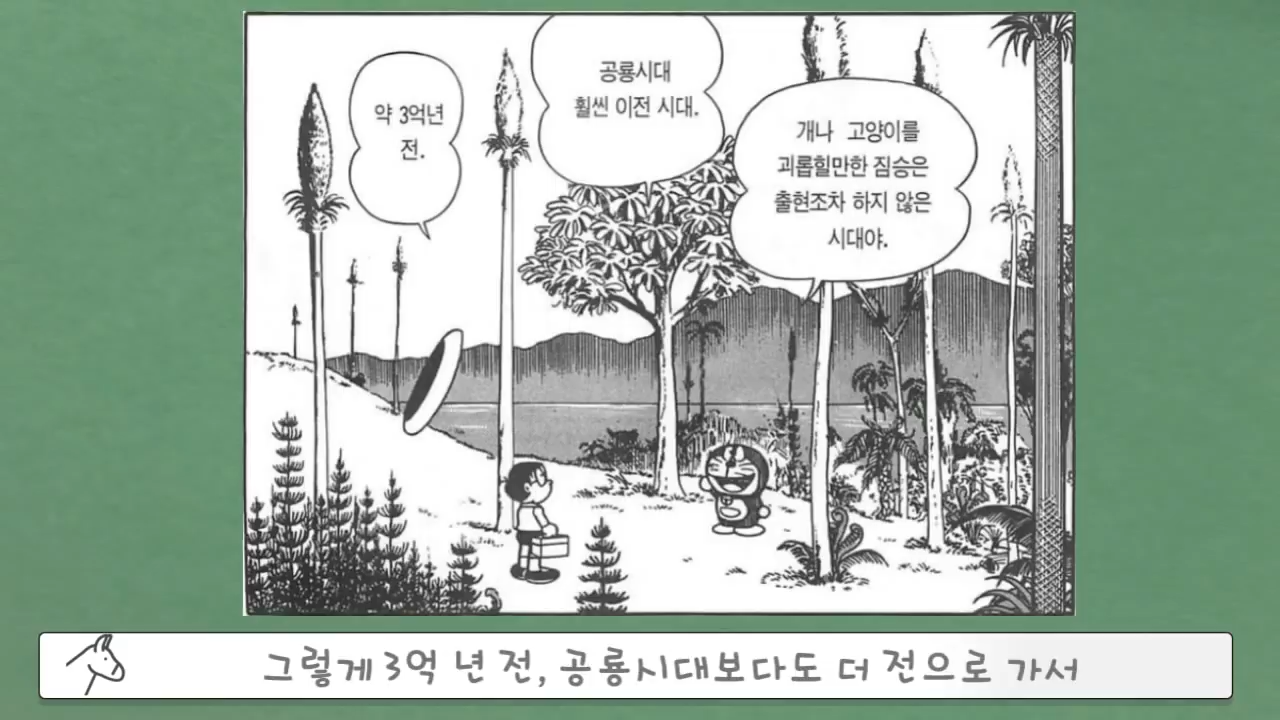 약 3억년
전.
공룡시대
훨씬 이전 시대.
개나 고양이를
괴롭힐만한 짐승은
출현조차 하지 않은
시대야.
그렇게 3억 년 전, 공룡시대보다도 더 전으로 가서